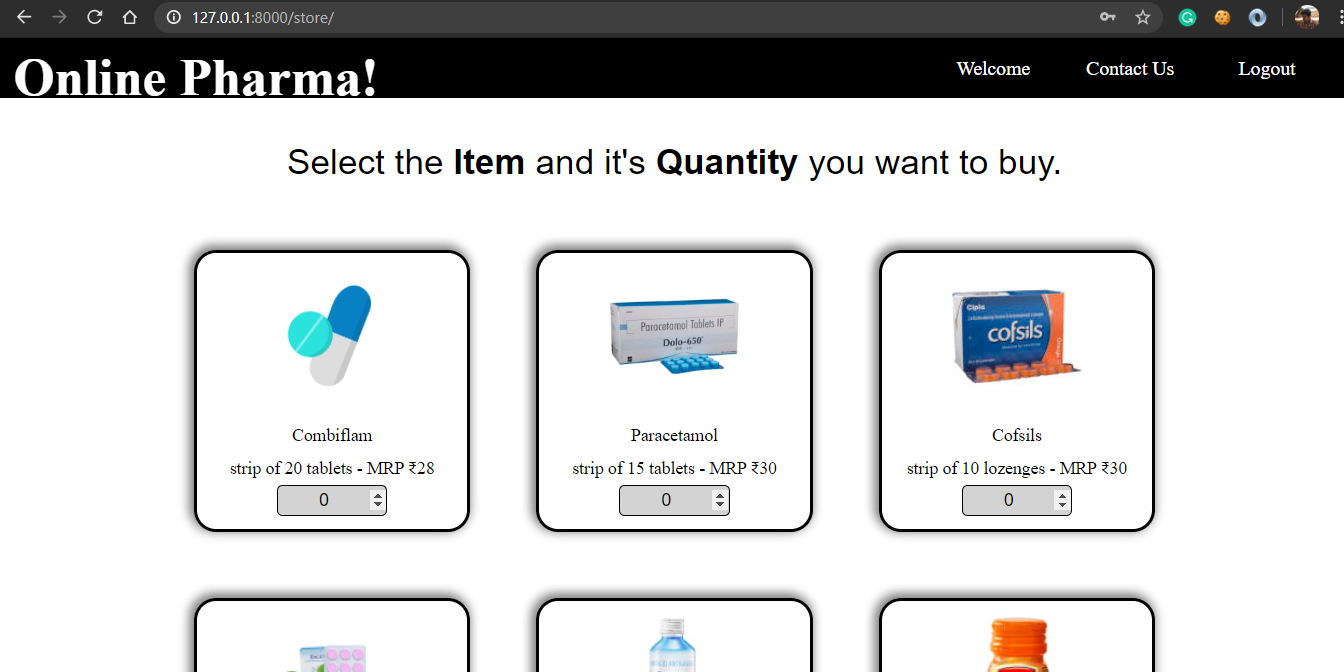 127.0.0.1:8000/store/
Online Pharma!
Welcome
Contact Us
Logout
Select the Item and it's Quantity you want to buy.
Paracetamol Tablets IP
Dolo-650
Cipla
cofsils
Orange
Combiflam
Paracetamol
Cofsils
strip of 20 tablets - MRP ₹28
strip of 15 tablets - MRP ₹30
strip of 10 lozenges - MRP ₹30
0
0
0